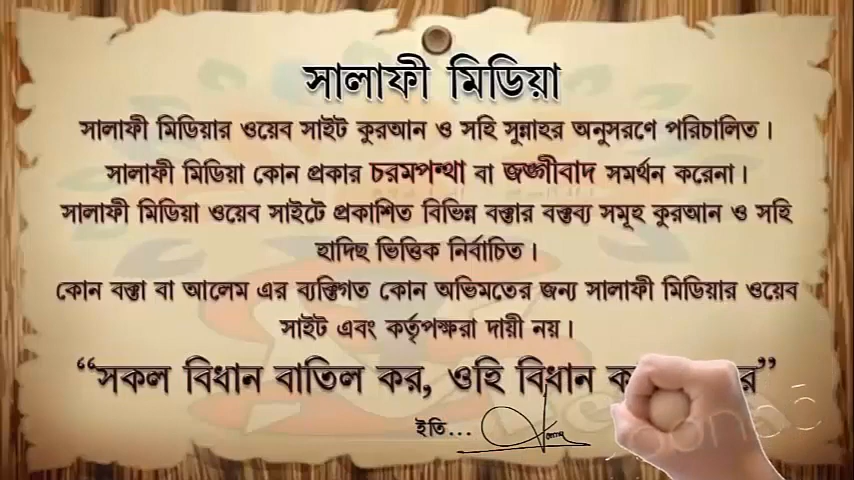 সালাফী মিডিয়া
সালাফী মিডিয়ার ওয়েব সাইট কুরআন ও সহি সুন্নাহর অনুসরণে পরিচালিত।
সালাফী মিডিয়া কোন প্রকার চরমপন্থা বা জঙ্গীবাদ সমর্থন করেনা।
সালাফী মিডিয়া ওয়েব সাইটে প্রকাশিত বিভিন্ন বক্তার বক্তব্য সমূহ কুরআন ও সহি
হাদিছ ভিত্তিক নির্বাচিত।
কোন বক্তা বা আলেম এর ব্যক্তিগত কোন অভিমতের জন্য সালাফী মিডিয়ার ওয়েব
সাইট এবং কর্তৃপক্ষরা দায়ী নয়।
“সকল বিধান বাতিল কর, ওহি বিধান
ইতি...